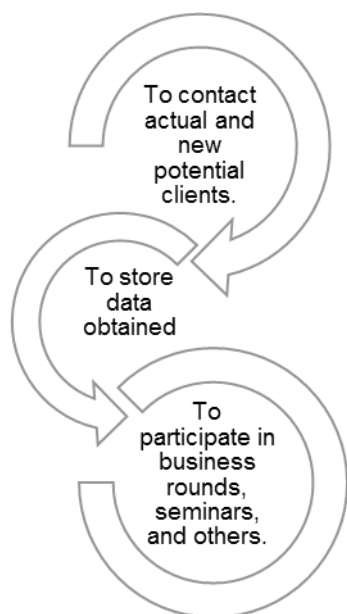 To contact
actual and
new
potential
clients.
To store
data
obtained
To
participate in
business
rounds,
seminars,
and others.